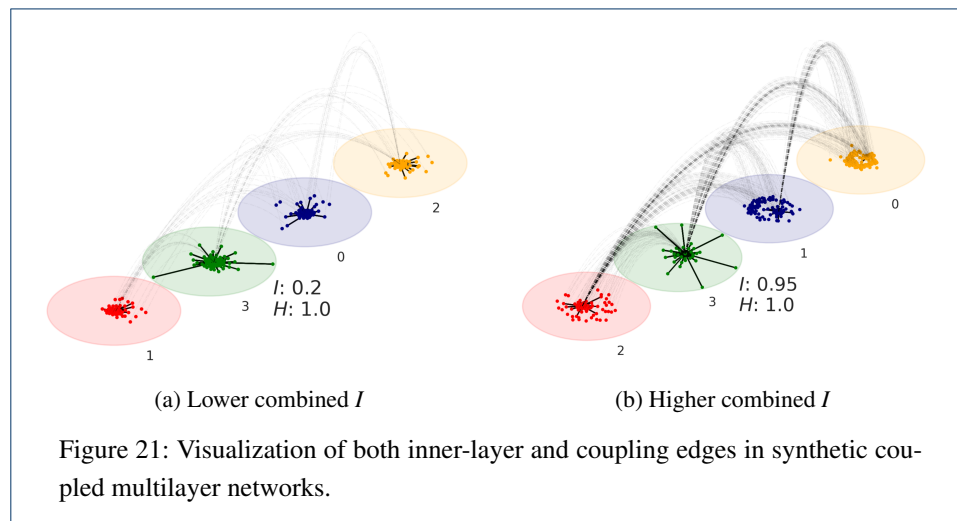 2
0
3
1
I: 0.2
H: 1.0
0
1
3
2
I: 0.95
H: 1.0
(a) Lower combined I
(b) Higher combined I
Figure 21: Visualization of both inner-layer and coupling edges in synthetic cou-
pled multilayer networks.